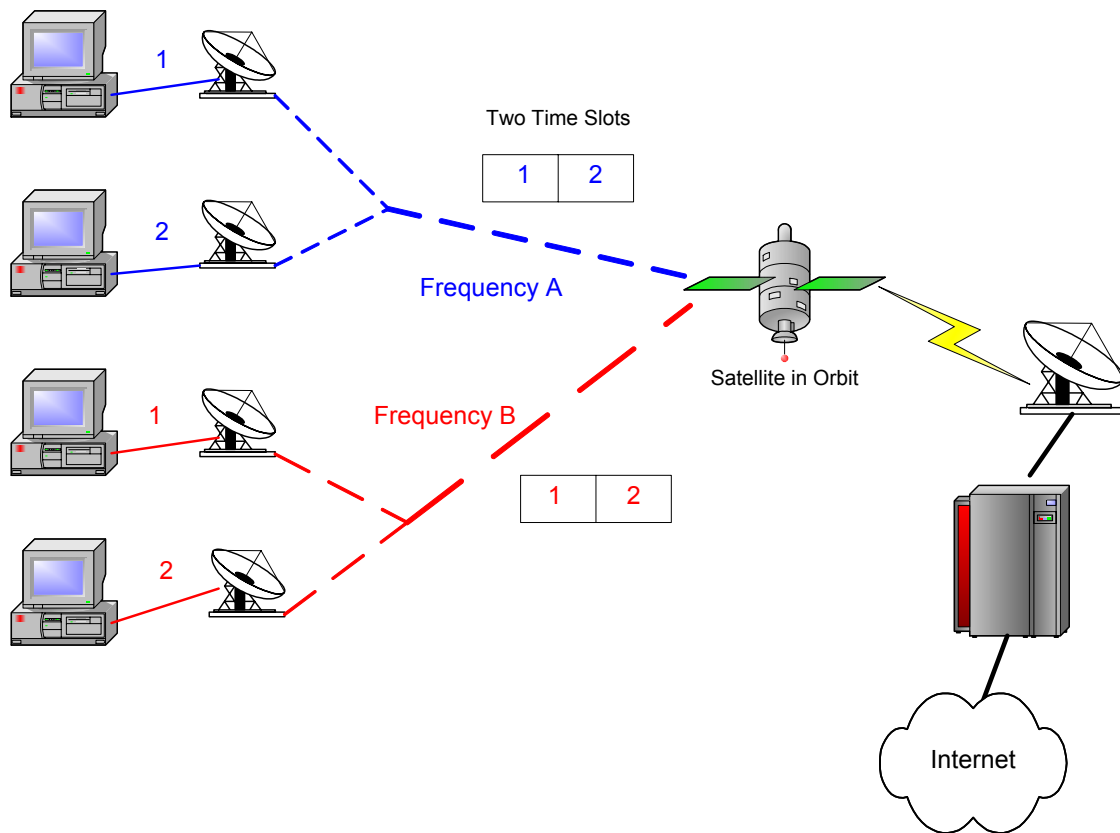 1
Two Time Slots
1 2
2
Frequency A
Satellite in Orbit
Frequency B
1
1 2
2
Internet